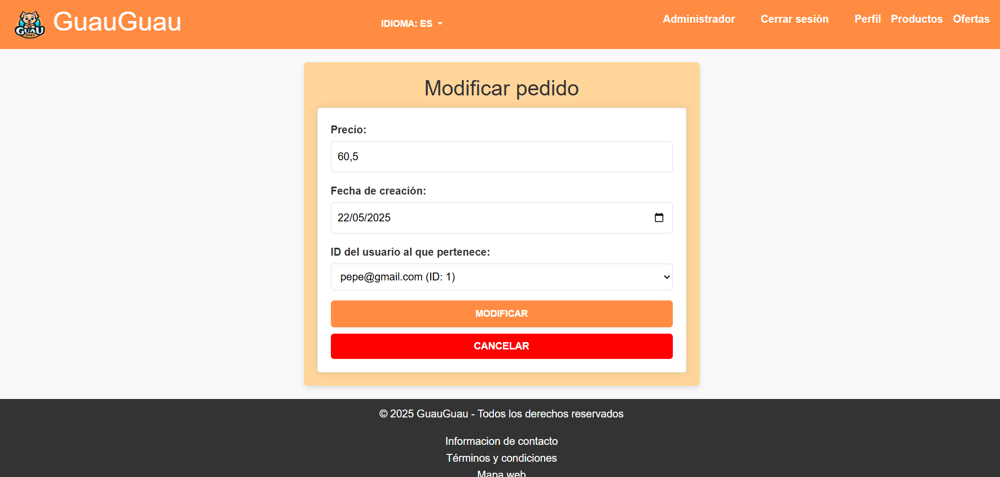 GUAU
GUAU
GuauGuau
IDIOMA: ES
Administrador
Cerrar sesión
Perfil
Productos
Ofertas
Modificar pedido
Precio:
60,5
Fecha de creación:
22/05/2025
ID del usuario al que pertenece:
pepe@gmail.com (ID: 1)
MODIFICAR
CANCELAR
© 2025 GuauGuau - Todos los derechos reservados
Informacion de contacto
Términos y condiciones
Mapa web